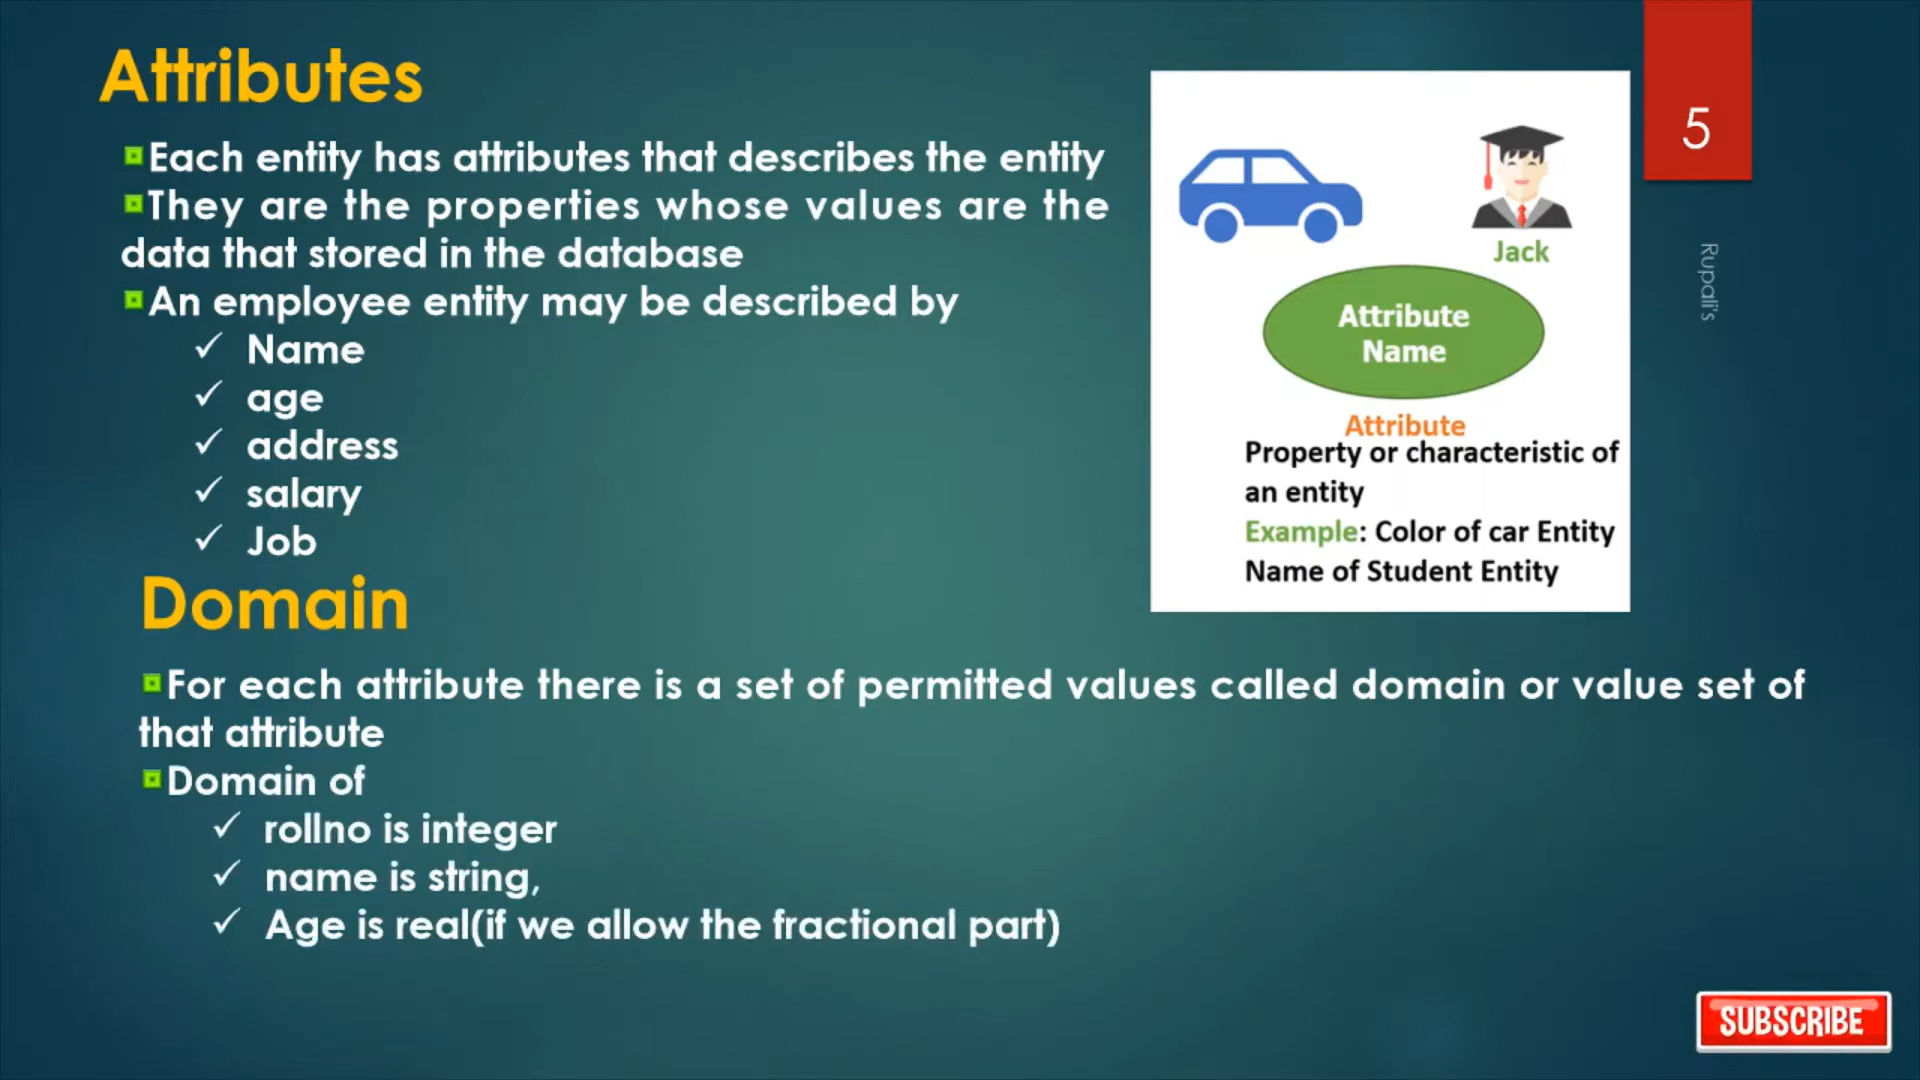 Attributes
Each entity has attributes that describes the entity
They are the properties whose values are the
data that stored in the database
An employee entity may be described by
Name
age
address
salary
Job
Jack
Attribute
Name
Attribute
Property or characteristic of
an entity
Example: Color of car Entity
Name of Student Entity
5
Rupali's
Domain
For each attribute there is a set of permitted values called domain or value set of
that attribute
Domain of
rollno is integer
name is string,
Age is real(if we allow the fractional part)
SUBSCRIBE